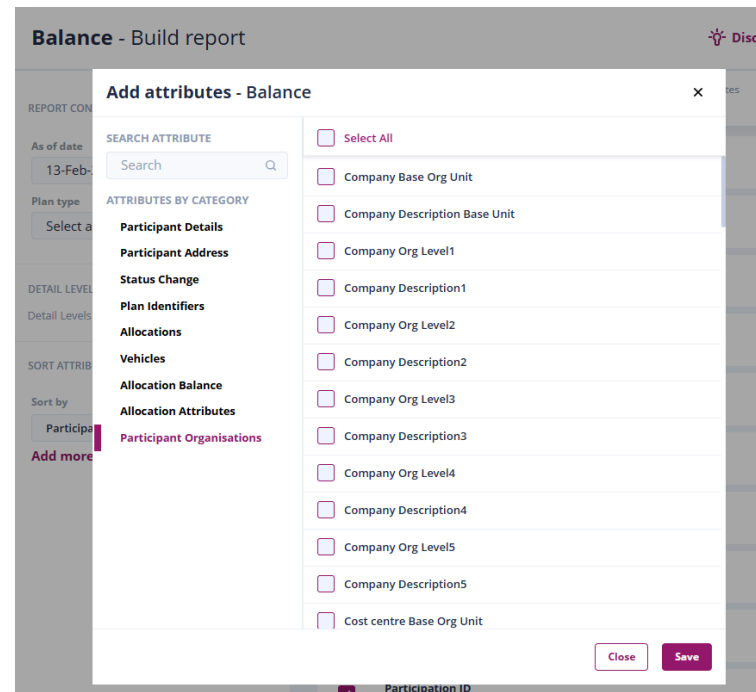 Balance - Build report
Add attributes - Balance
REPORT CON
As of date
13-Feb-
Plan type
Select a
DETAIL LEVEL
Detail Levels
SORT ATTRIB
Sort by
Participa
Add more
SEARCH ATTRIBUTE
Search
ATTRIBUTES BY CATEGORY
Participant Details
Participant Address
Status Change
Plan Identifiers
Allocations
Vehicles
Allocation Balance
Allocation Attributes
Participant Organisations
Select All
Company Base Org Unit
Company Description Base Unit
Company Org Level1
Company Description1
Company Org Level2
Company Description2
Company Org Level3
Company Description3
Company Org Level4
Company Description4
Company Org Level5
Company Description5
Cost centre Base Org Unit
Close
Save
Participation ID